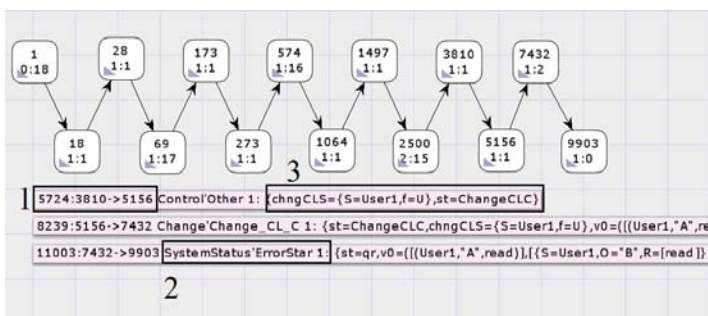 1 28 173 574 1497 3810 7432
0:18 1:1 1:1 1:16 1:1 1:1 1:2
18 69 273 1064 2500 5156 9903
1:1 1:17 1:1 1:1 2:15 1:1 1:0
3
1 5724:3810->5156 Control'Other 1: {chngCLS={S=User1,f=U},st=ChangeCLC}
8239:5156->7432 Change'Change_CL_C 1: {st=ChangeCLC,chngCLS={S=User1,f=U},v0=([(User1,"A",re
11003:7432->9903 SystemStatus'ErrorStar 1: {st=qr,v0=([(User1,"A",read)],[{S=User1,O="B",R=[read]}
2